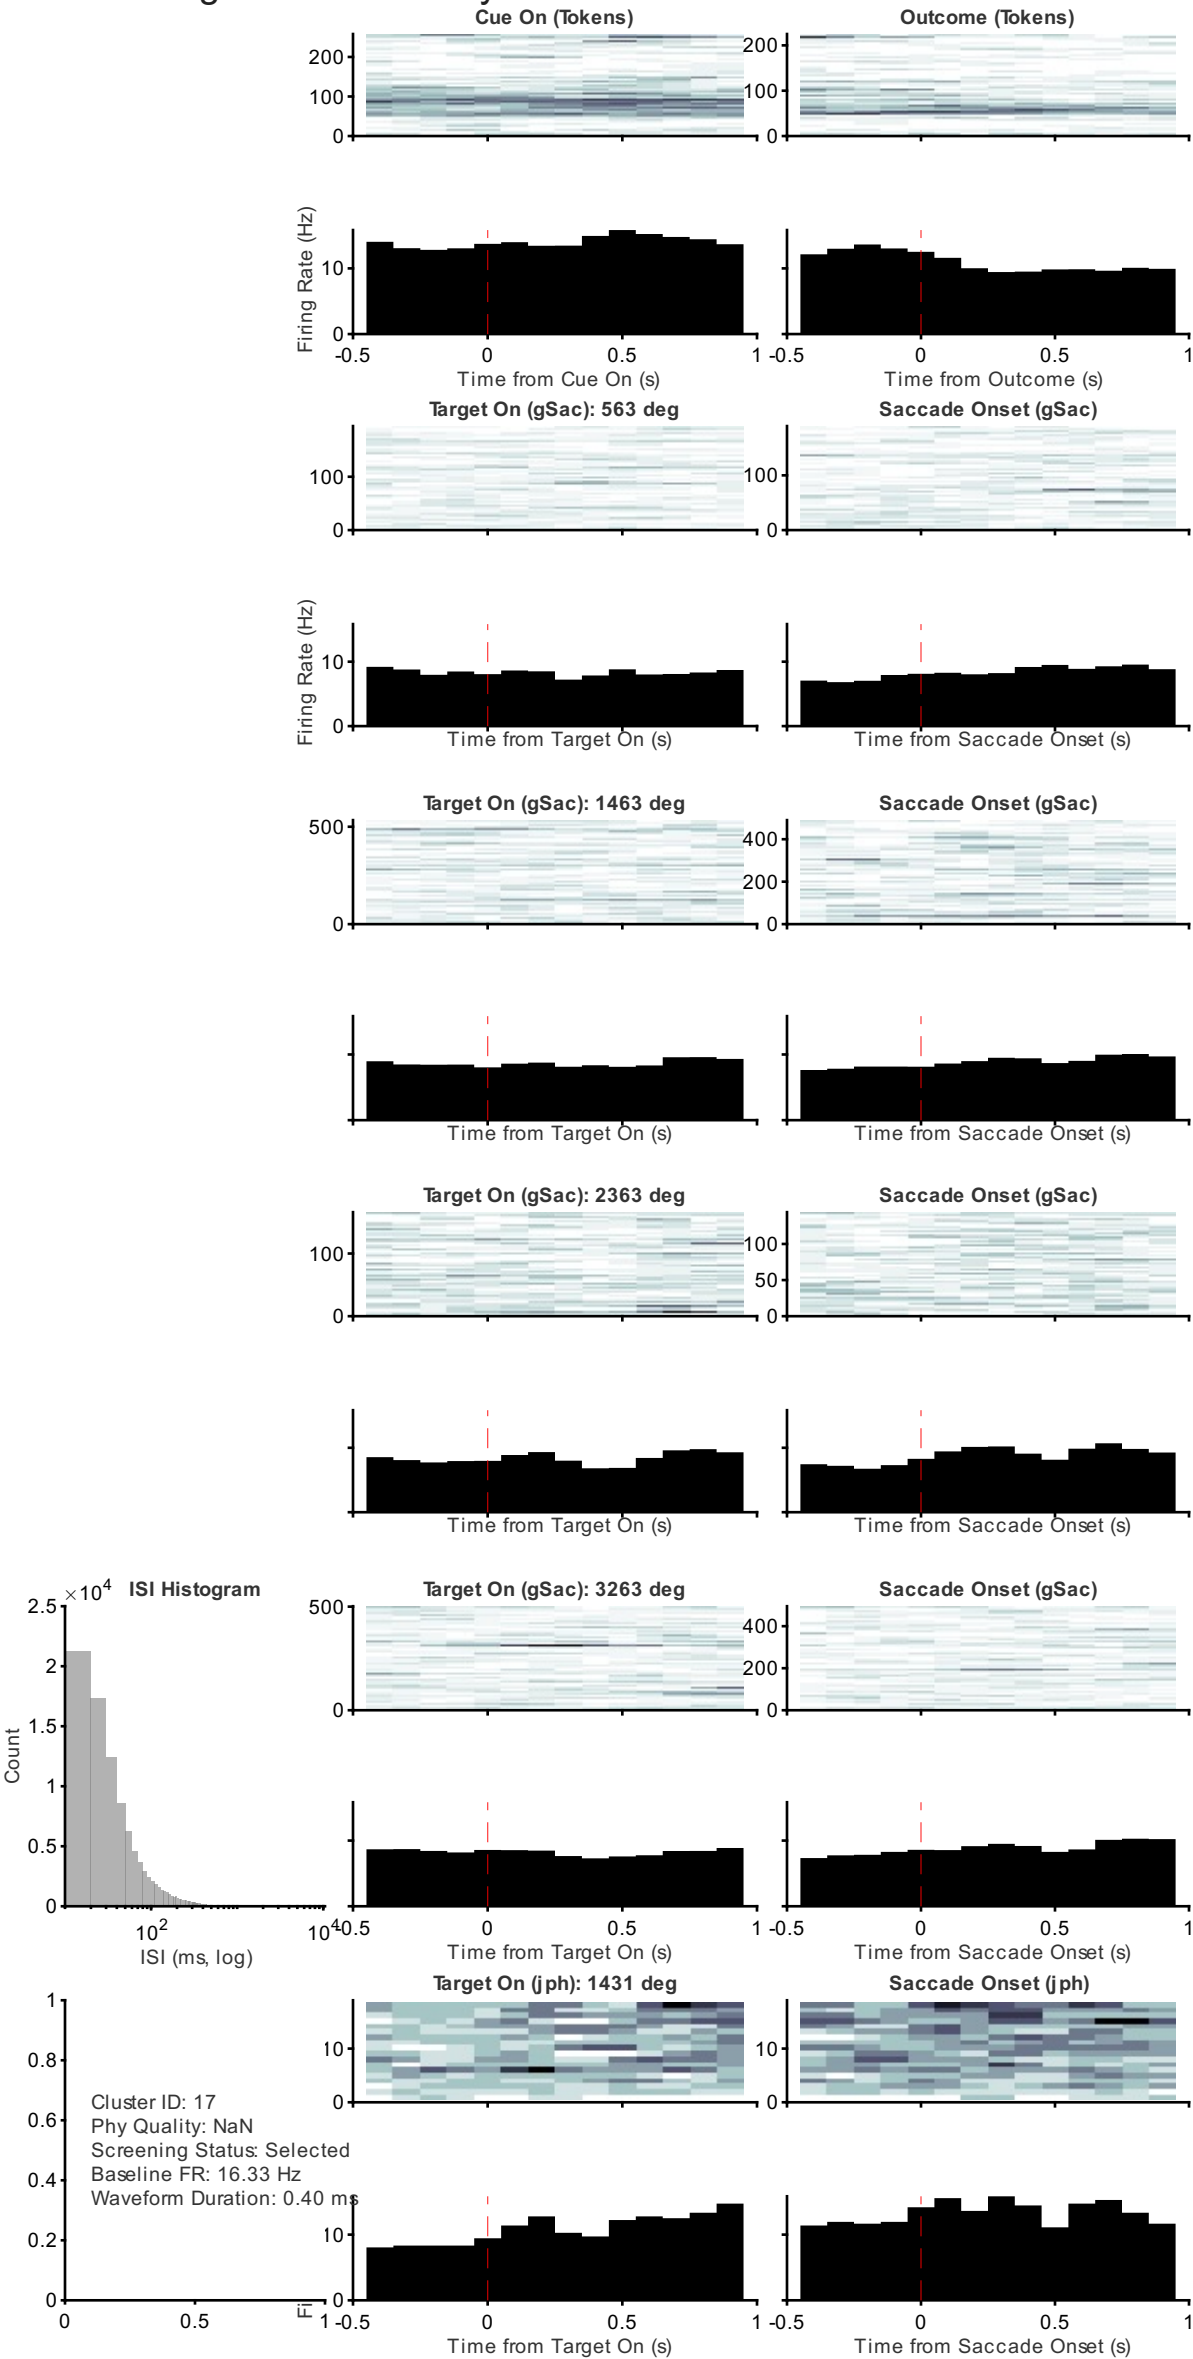 Cue On (Tokens)
Outcome (Tokens)
200
100
0
200
100
0
Firing Rate (Hz)
10
0
-0.5
0
0.5
1
-0.5
0
0.5
1
Time from Cue On (s)
Time from Outcome (s)
Target On (gSac): 563 deg
Saccade Onset (gSac)
100
0
100
0
Firing Rate (Hz)
10
0
Time from Target On (s)
Time from Saccade Onset (s)
Target On (gSac): 1463 deg
Saccade Onset (gSac)
500
0
400
200
0
Time from Target On (s)
Time from Saccade Onset (s)
Target On (gSac): 2363 deg
Saccade Onset (gSac)
100
0
100
50
0
Time from Target On (s)
Time from Saccade Onset (s)
×10^4
ISI Histogram
2.5
2
1.5
1
0.5
0
Count
10^2
10^4
ISI (ms, log)
Target On (gSac): 3263 deg
Saccade Onset (gSac)
500
0
400
200
0
-0.5
0
0.5
1
-0.5
0
0.5
1
Time from Target On (s)
Time from Saccade Onset (s)
Target On (jph): 1431 deg
Saccade Onset (jph)
10
0
10
0
1
0.8
0.6
0.4
0.2
0
0
0.5
1
Cluster ID: 17
Phy Quality: NaN
Screening Status: Selected
Baseline FR: 16.33 Hz
Waveform Duration: 0.40 ms
Fi
10
0
-0.5
0
0.5
1
-0.5
0
0.5
1
Time from Target On (s)
Time from Saccade Onset (s)